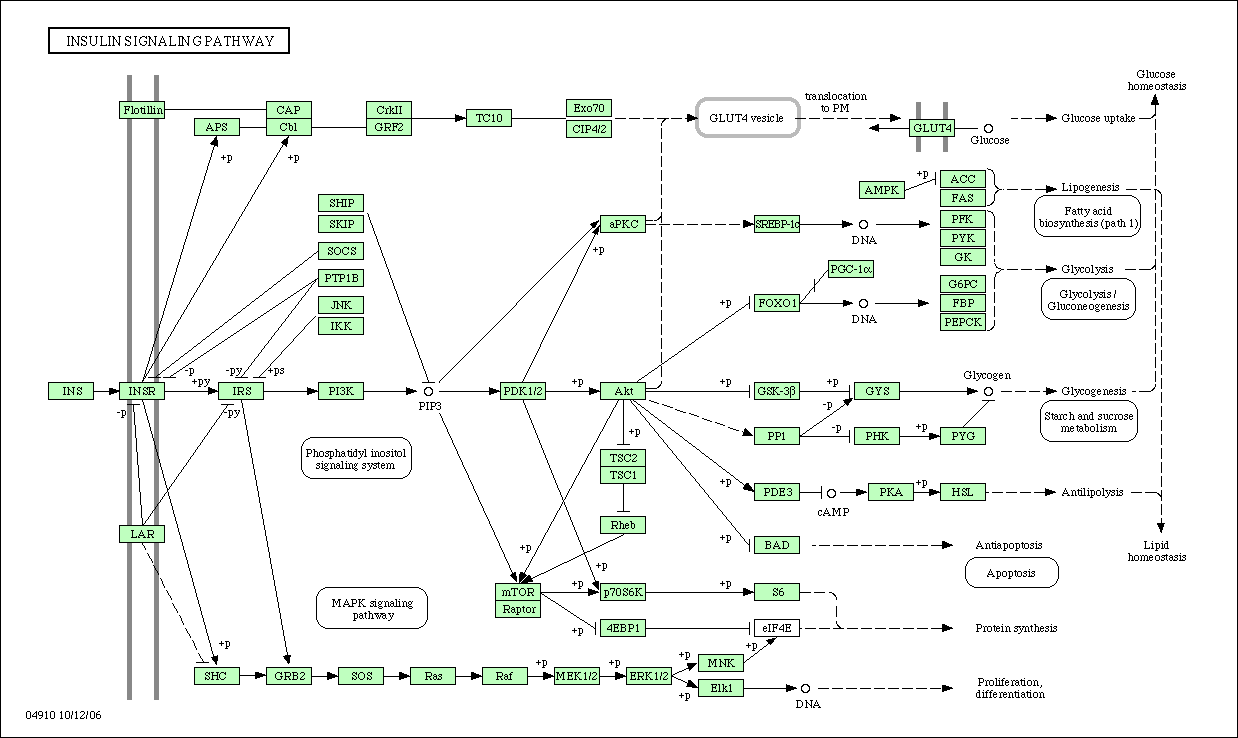 INSULIN SIGNALING PATHWAY
Glucose
homeostasis
Flotillin
CAP
CrkII
Exo70
translocation
to PM
APS
Cbl
GRF2
TC10
CIP4/2
GLUT4 vesicle
GLUT4
Glucose
Glucose uptake
+p
+p
+p
ACC
AMPK
FAS
Lipogenesis
SHIP
SKIP
aPKC
SREBP-1c
DNA
PFK
PYK
GK
Fatty acid
biosynthesis (path 1)
+p
SOCS
PTP1B
PGC-1α
Glycolysis
JNK
IKK
+p
FOXO1
DNA
G6PC
FBP
PEPCK
Glycolysis /
Gluconeogenesis
-p
+py
-py
+ps
INS
INSR
IRS
PI3K
PIP3
PDK1/2
+p
Akt
+p
GSK-3β
+p
GYS
Glycogen
Glycogenesis
-p
-py
-p
+p
PP1
-p
PHK
+p
PYG
Starch and sucrose
metabolism
Phosphatidyl inositol
signaling system
TSC2
TSC1
+p
PDE3
cAMP
PKA
+p
HSL
Antilipolysis
LAR
Rheb
+p
+p
BAD
Antiapoptosis
Lipid
homeostasis
+p
Apoptosis
MAPK signaling
pathway
mTOR
Raptor
+p
p70S6K
+p
S6
+p
4EBP1
+p
eIF4E
Protein synthesis
+p
SHC
GRB2
SOS
Ras
Raf
+p
MEK1/2
+p
ERK1/2
+p
MNK
+p
+p
Elk1
DNA
Proliferation,
differentiation
04910 10/12/06